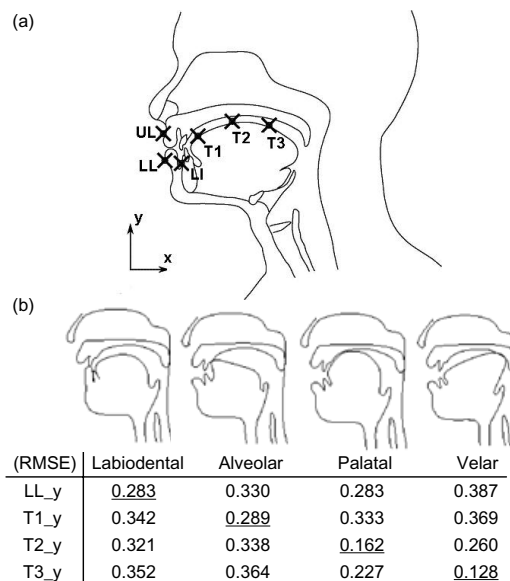 (a)
UL
LL
LI
T1
T2
T3
y
x
(b)
(RMSE) Labiodental Alveolar Palatal Velar
LL_y 0.283 0.330 0.283 0.387
T1_y 0.342 0.289 0.333 0.369
T2_y 0.321 0.338 0.162 0.260
T3_y 0.352 0.364 0.227 0.128